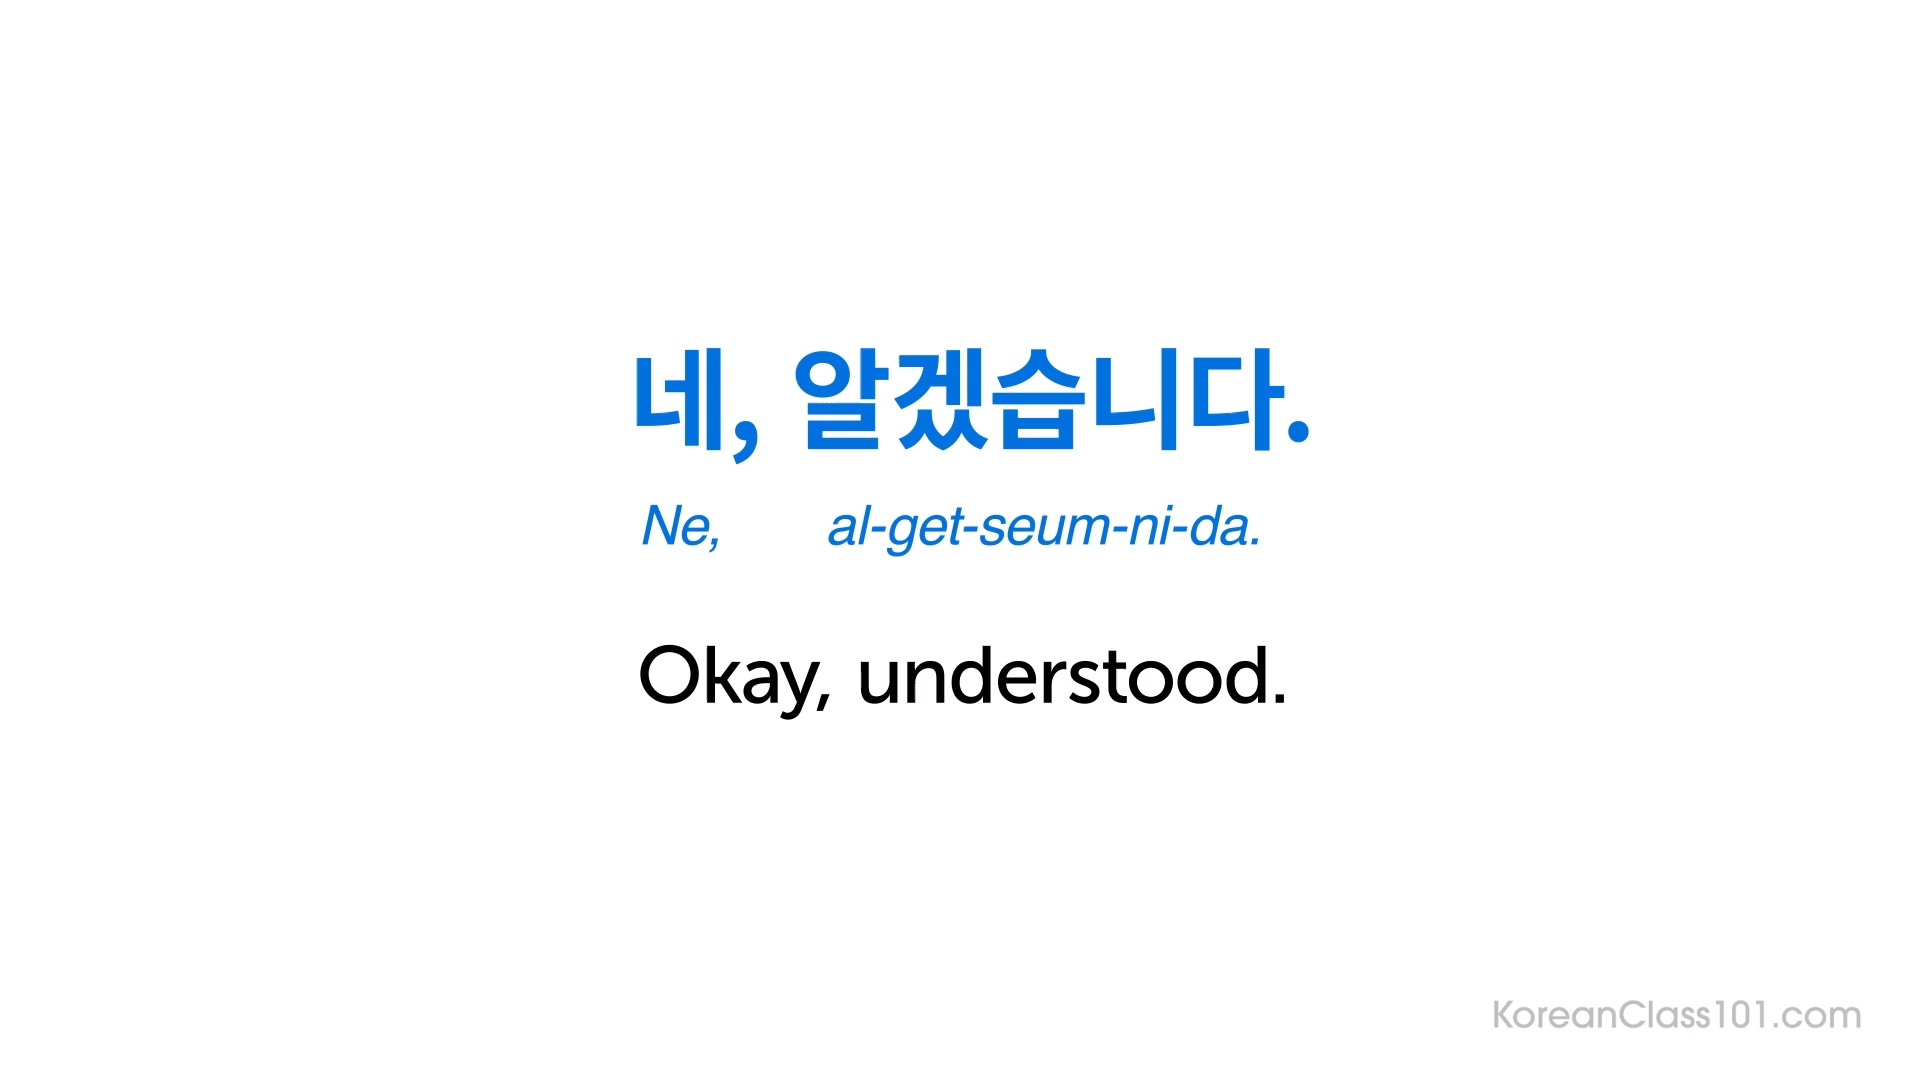 네, 알겠습니다.
Ne, al-get-seum-ni-da.
Okay, understood.
KoreanClass101.com